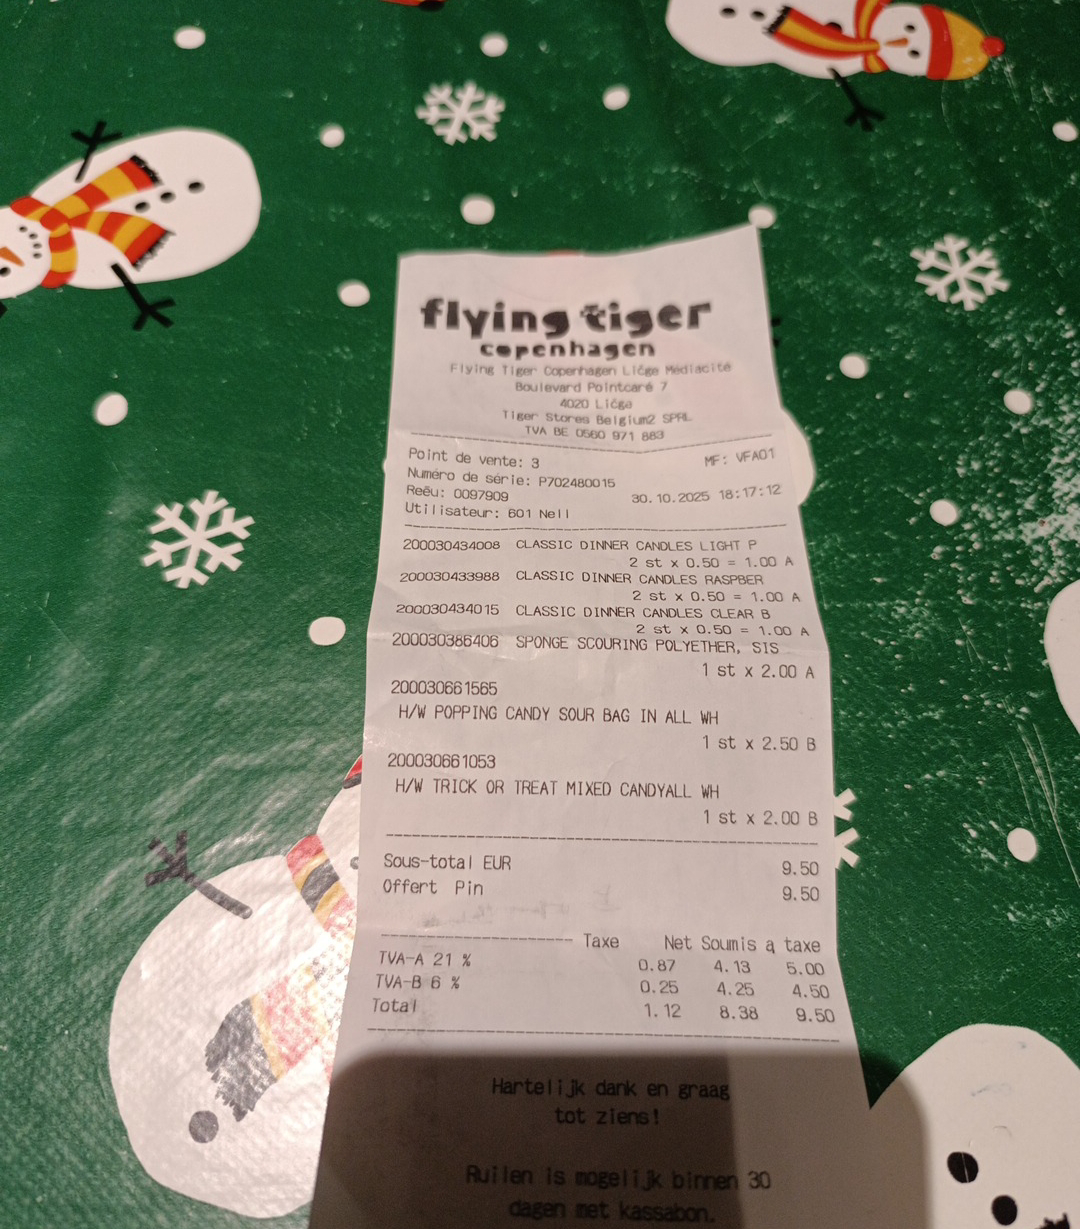 flying tiger
copenhagen
Flying Tiger Copenhagen Ličge Médiacité
Boulevard Pointcaré 7
4020 Ličge
Tiger Stores Belgium2 SPRL
TVA BE 0560 971 883
Point de vente: 3 MF: VFA01
Numéro de série: P702480015
Reëu: 0097909 30.10.2025 18:17:12
Utilisateur: 601 Nell
200030434008 CLASSIC DINNER CANDLES LIGHT P
2 st x 0.50 = 1.00 A
200030433988 CLASSIC DINNER CANDLES RASPBER
2 st x 0.50 = 1.00 A
200030434015 CLASSIC DINNER CANDLES CLEAR B
2 st x 0.50 = 1.00 A
200030386406 SPONGE SCOURING POLYETHER, SIS
1 st x 2.00 A
200030661565
H/W POPPING CANDY SOUR BAG IN ALL WH
1 st x 2.50 B
200030661053
H/W TRICK OR TREAT MIXED CANDYALL WH
1 st x 2.00 B
Sous-total EUR 9.50
Offert Pin 9.50
Taxe Net Soumis ą taxe
TVA-A 21 % 0.87 4.13 5.00
TVA-B 6 % 0.25 4.25 4.50
Total 1.12 8.38 9.50
Hartelijk dank en graag
tot ziens!
Ruilen is mogelijk binnen 30
dagen met kassabon.